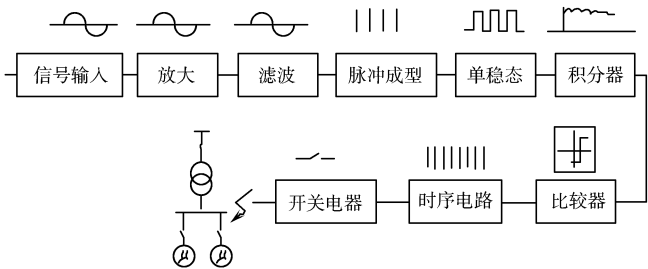 信号输入 放大 滤波 脉冲成型 单稳态 积分器
开关电器 时序电路 比较器
μ μ